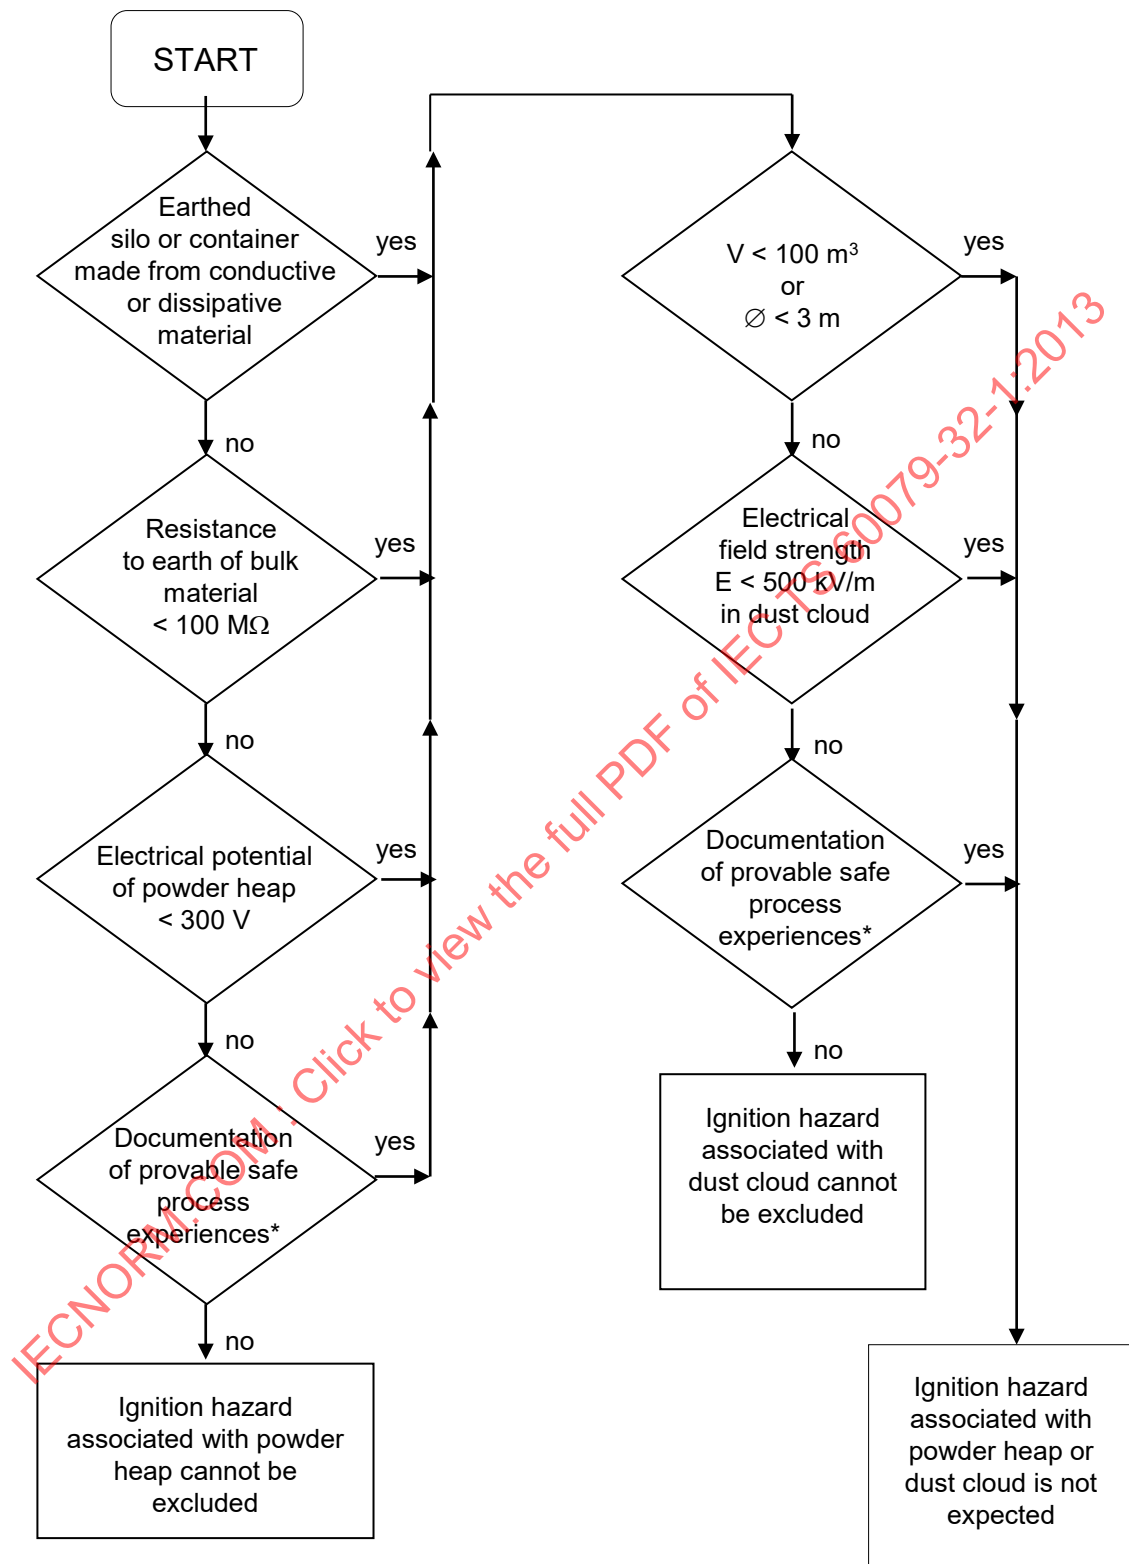 START
Earthed
silo or container
made from conductive
or dissipative
material
yes
no
Resistance
to earth of bulk
material
< 100 MΩ
yes
no
Electrical potential
of powder heap
< 300 V
yes
no
Documentation
of provable safe
process
experiences*
yes
no
Ignition hazard
associated with powder
heap cannot be
excluded
V < 100 m³
or
∅ < 3 m
yes
no
Electrical
field strength
E < 500 kV/m
in dust cloud
yes
no
Documentation
of provable safe
process
experiences*
yes
no
Ignition hazard
associated with
dust cloud cannot
be excluded
Ignition hazard
associated with
powder heap or
dust cloud is not
expected
IECNORM.COM : Click to view the full PDF of IEC TS 60079-32-1:2013